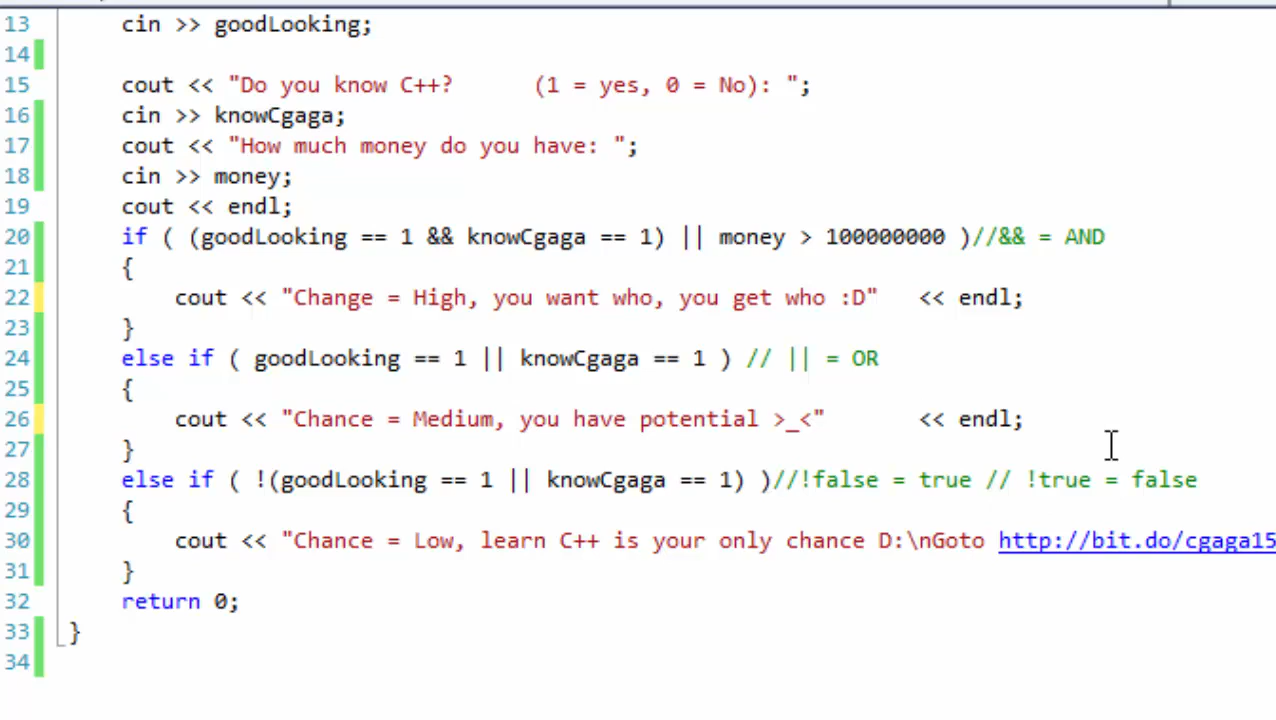 13 cin >> goodLooking;
14
15 cout << "Do you know C++?      (1 = yes, 0 = No): ";
16 cin >> knowCgaga;
17 cout << "How much money do you have: ";
18 cin >> money;
19 cout << endl;
20 if ( (goodLooking == 1 && knowCgaga == 1) || money > 100000000 )//&& = AND
21 {
22     cout << "Change = High, you want who, you get who :D"   << endl;
23 }
24 else if ( goodLooking == 1 || knowCgaga == 1 ) // || = OR
25 {
26     cout << "Chance = Medium, you have potential >_<"       << endl;
27 }
28 else if ( !(goodLooking == 1 || knowCgaga == 1) )//!false = true // !true = false
29 {
30     cout << "Chance = Low, learn C++ is your only chance D:\nGoto http://bit.do/cgaga15
31 }
32 return 0;
33 }
34